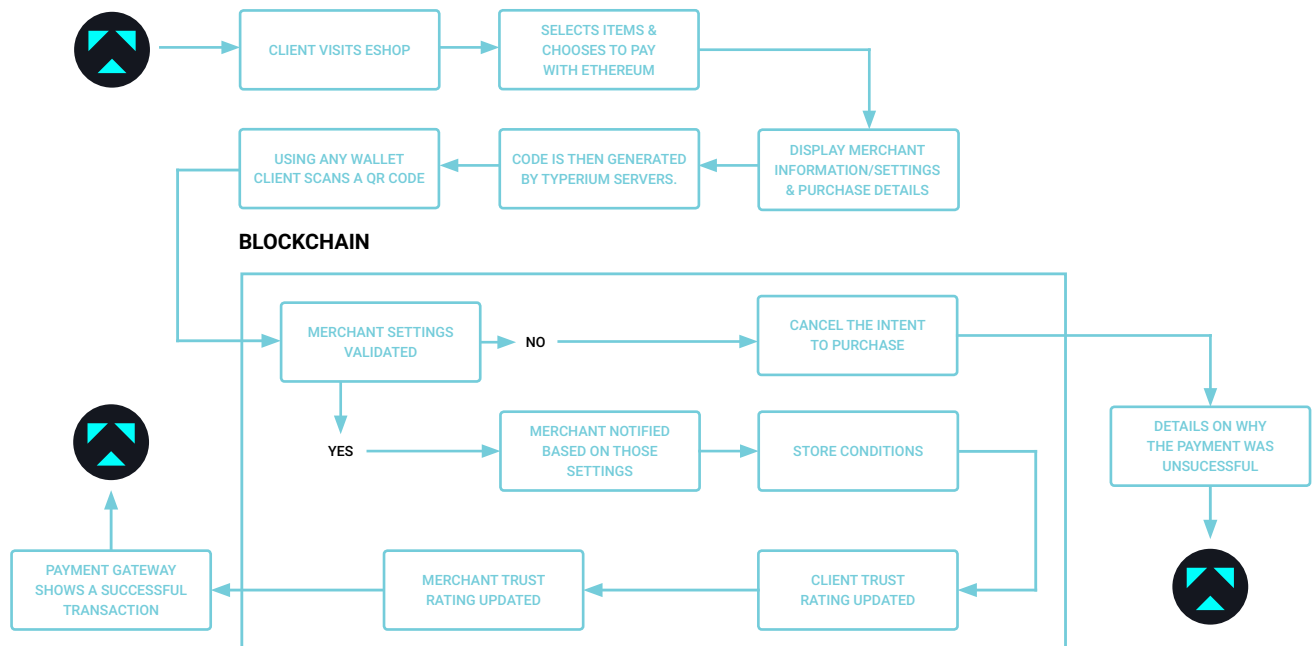 CLIENT VISITS ESHOP
SELECTS ITEMS &
CHOOSES TO PAY
WITH ETHEREUM
DISPLAY MERCHANT
INFORMATION/SETTINGS
& PURCHASE DETAILS
CODE IS THEN GENERATED
BY TYPERIUM SERVERS.
USING ANY WALLET
CLIENT SCANS A QR CODE
BLOCKCHAIN
MERCHANT SETTINGS
VALIDATED
NO
CANCEL THE INTENT
TO PURCHASE
DETAILS ON WHY
THE PAYMENT WAS
UNSUCESSFUL
YES
MERCHANT NOTIFIED
BASED ON THOSE
SETTINGS
STORE CONDITIONS
CLIENT TRUST
RATING UPDATED
MERCHANT TRUST
RATING UPDATED
PAYMENT GATEWAY
SHOWS A SUCCESSFUL
TRANSACTION